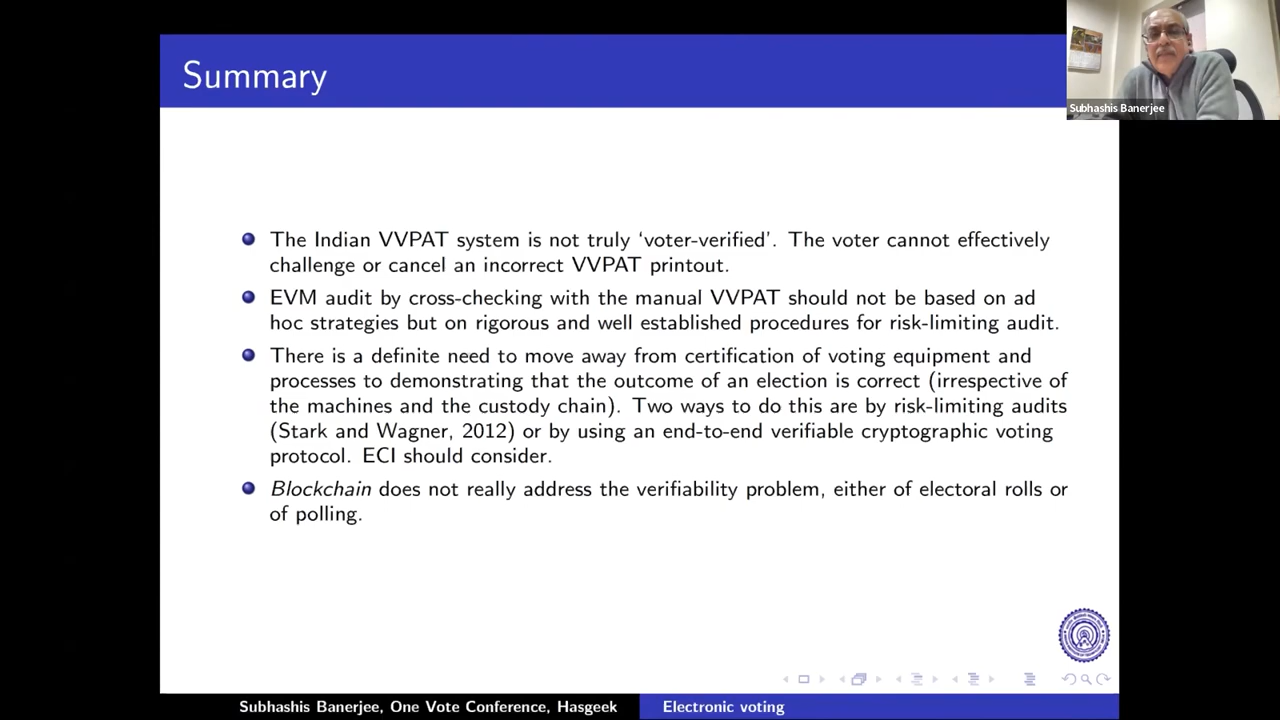 Summary
Subhashis Banerjee
The Indian VVPAT system is not truly ‘voter-verified’. The voter cannot effectively
challenge or cancel an incorrect VVPAT printout.
EVM audit by cross-checking with the manual VVPAT should not be based on ad
hoc strategies but on rigorous and well established procedures for risk-limiting audit.
There is a definite need to move away from certification of voting equipment and
processes to demonstrating that the outcome of an election is correct (irrespective of
the machines and the custody chain). Two ways to do this are by risk-limiting audits
(Stark and Wagner, 2012) or by using an end-to-end verifiable cryptographic voting
protocol. ECI should consider.
Blockchain does not really address the verifiability problem, either of electoral rolls or
of polling.
Subhashis Banerjee, One Vote Conference, Hasgeek
Electronic voting